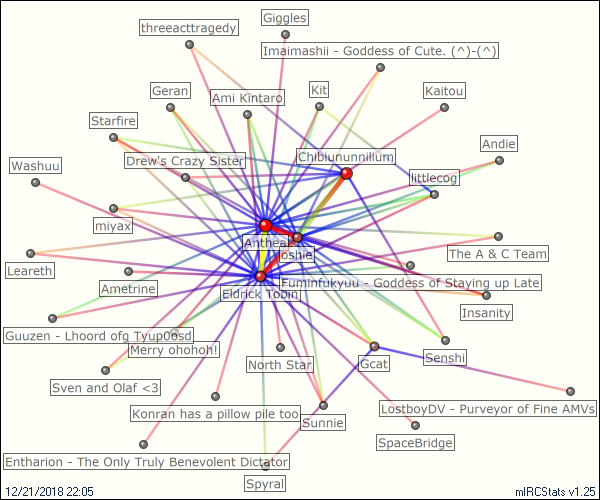 Giggles
threeacttragedy
Imaimashii - Goddess of Cute. (^)-(^)
Geran
Ami Kintaro
Kit
Kaitou
Starfire
Andie
Drew's Crazy Sister
Chibiununnilium
Washuu
littlecog
miyax
Anthea
Joshie
The A & C Team
Leareth
Ametrine
Eldrick Tobin
Fuminfukyuu - Goddess of Staying up Late
Insanity
Guuzen - Lhoord ofg Tyup00sd
Merry ohohoh!
North Star
Gcat
Senshi
Sven and Olaf <3
Konran has a pillow pile too
Sunnie
LostboyDV - Purveyor of Fine AMVs
SpaceBridge
Entharion - The Only Truly Benevolent Dictator
Spyral
12/21/2018 22:05
mIRCStats v1.25